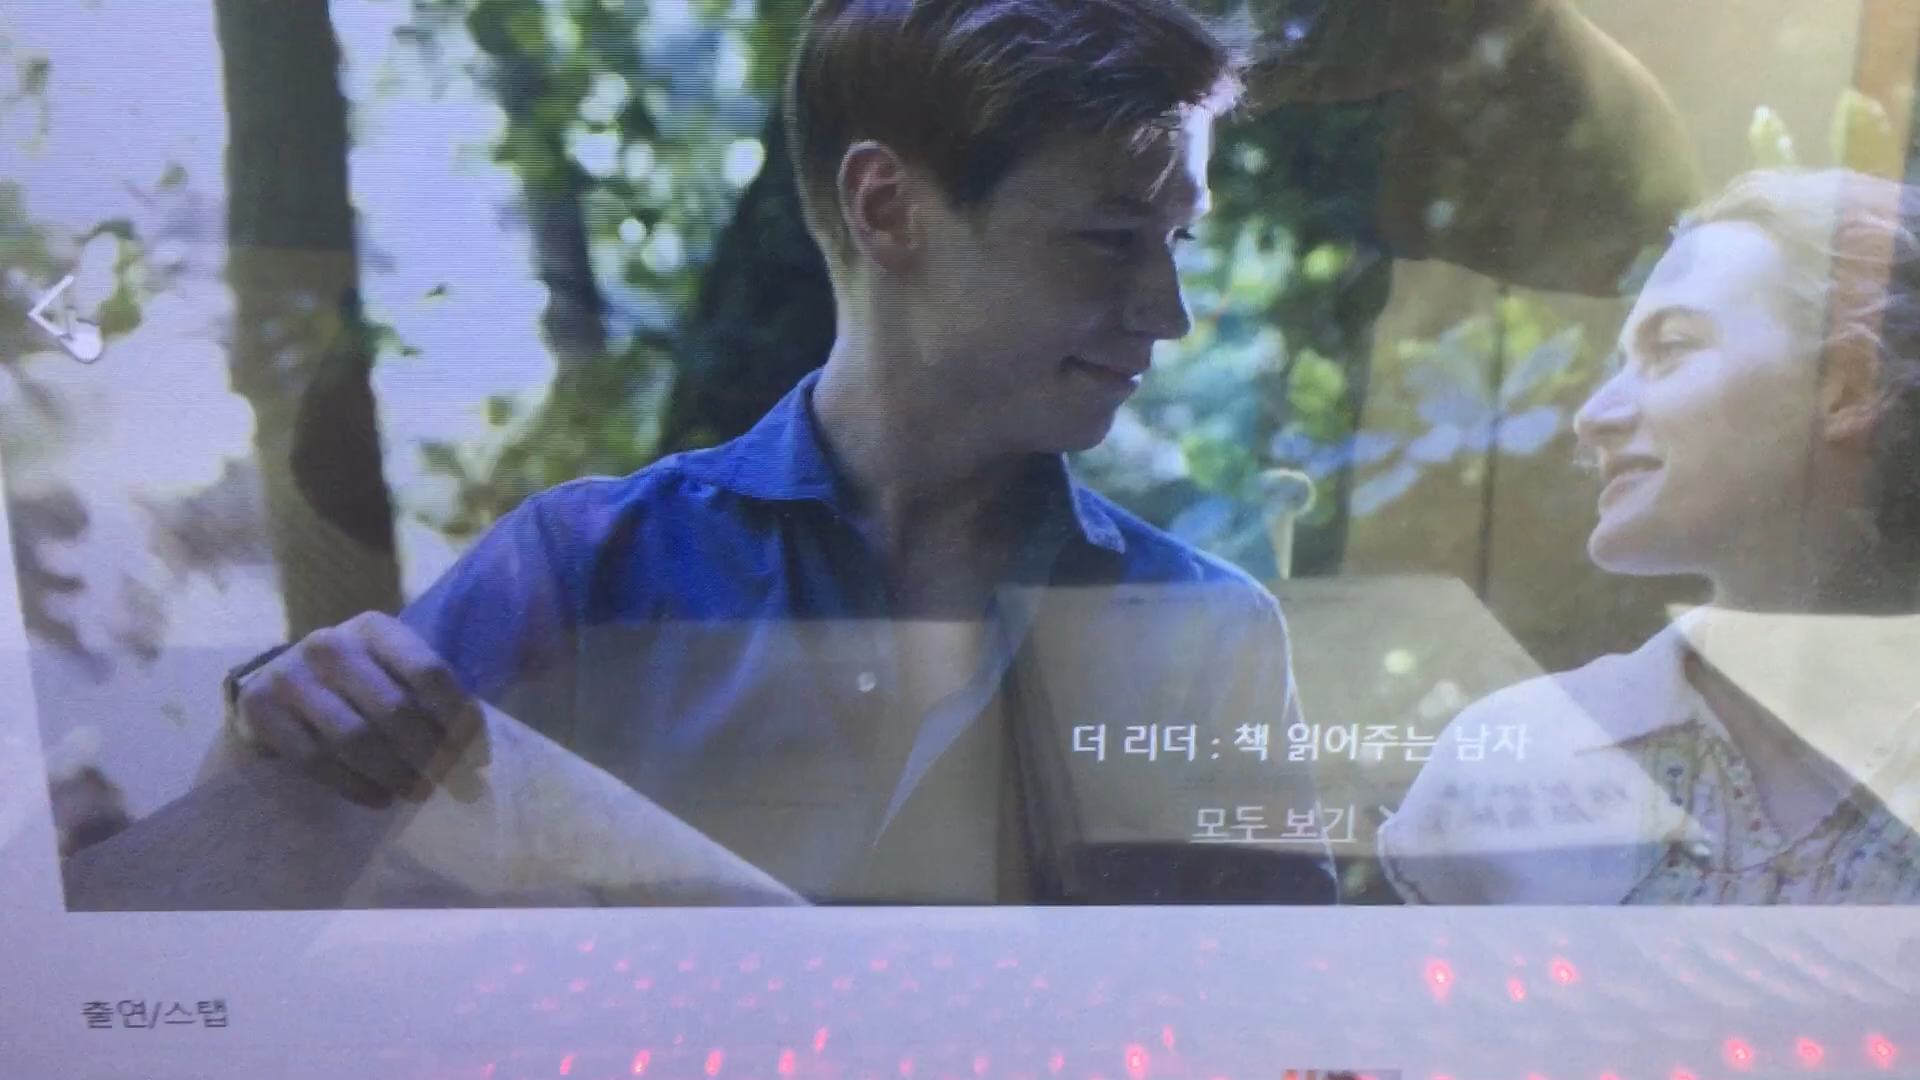 더 리더 : 책 읽어주는 남자
모두 보기
출연/스탭